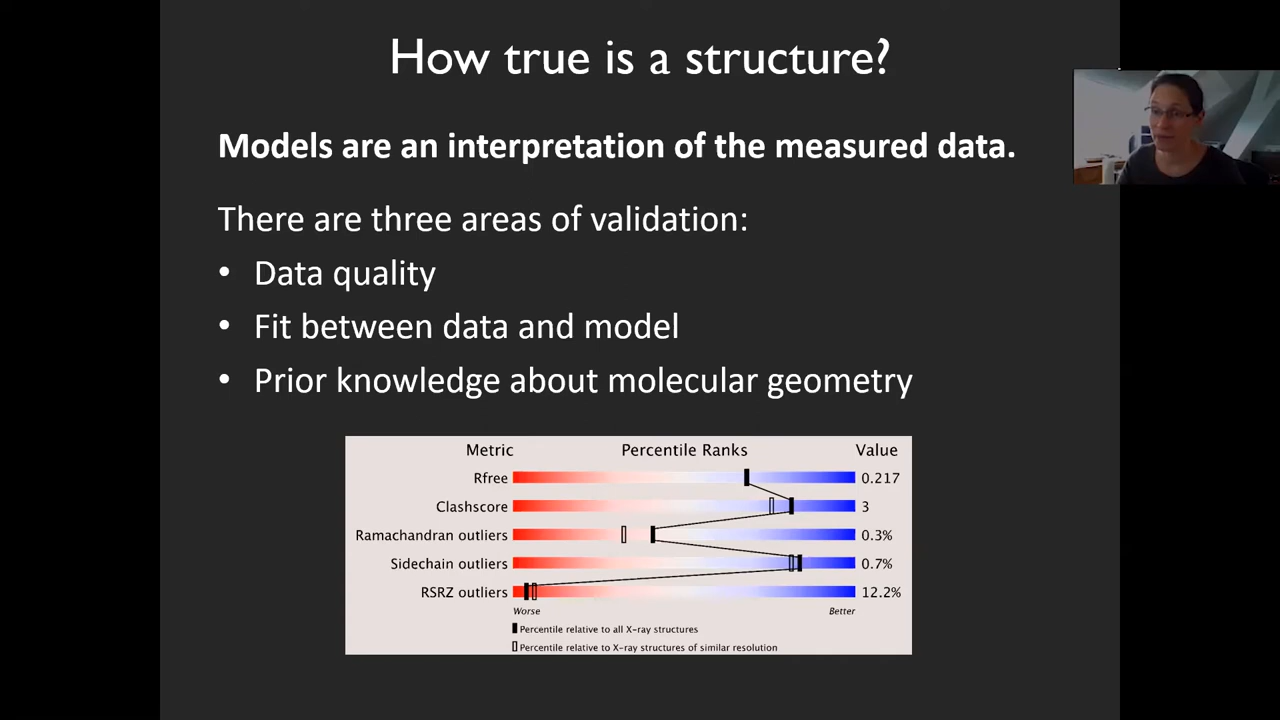 How true is a structure?
Models are an interpretation of the measured data.
There are three areas of validation:
• Data quality
• Fit between data and model
• Prior knowledge about molecular geometry
Metric Percentile Ranks Value
Rfree 0.217
Clashscore 3
Ramachandran outliers 0.3%
Sidechain outliers 0.7%
RSRZ outliers 12.2%
Worse Better
Percentile relative to all X-ray structures
Percentile relative to X-ray structures of similar resolution